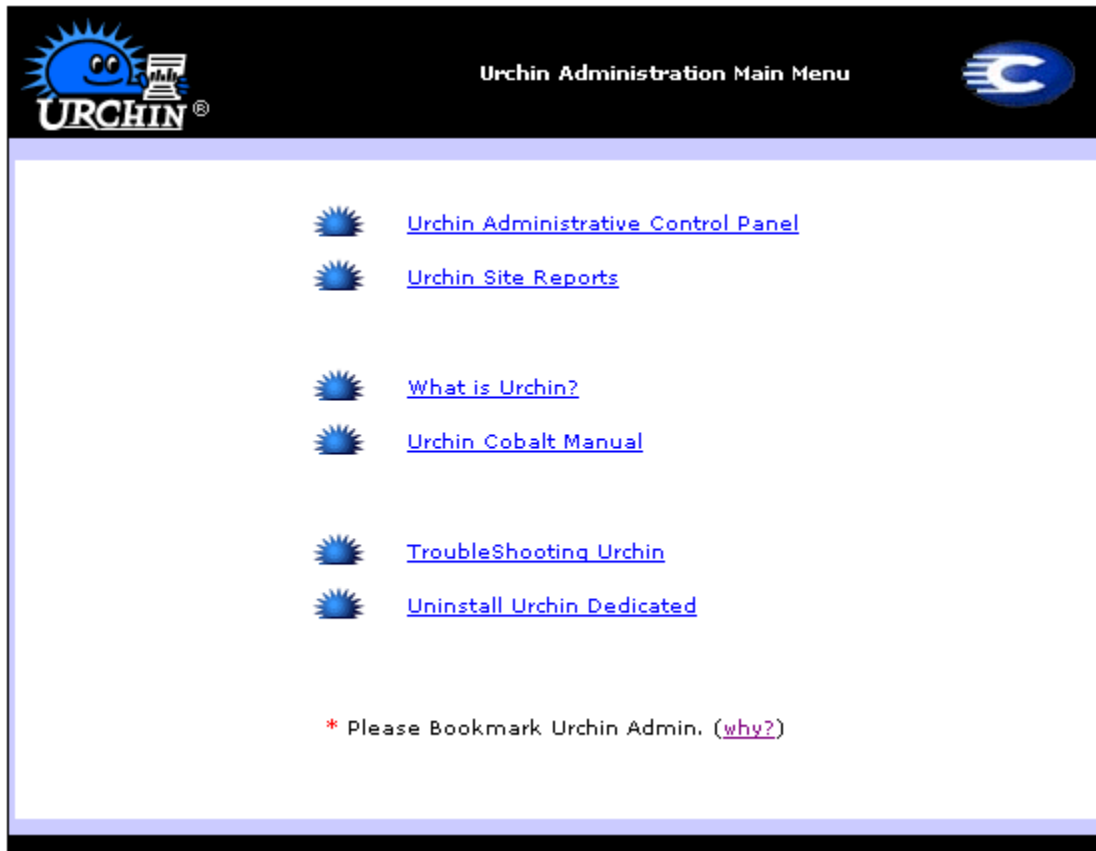 URCHIN ®
Urchin Administration Main Menu
C
Urchin Administrative Control Panel
Urchin Site Reports
What is Urchin?
Urchin Cobalt Manual
TroubleShooting Urchin
Uninstall Urchin Dedicated
* Please Bookmark Urchin Admin. (why?)